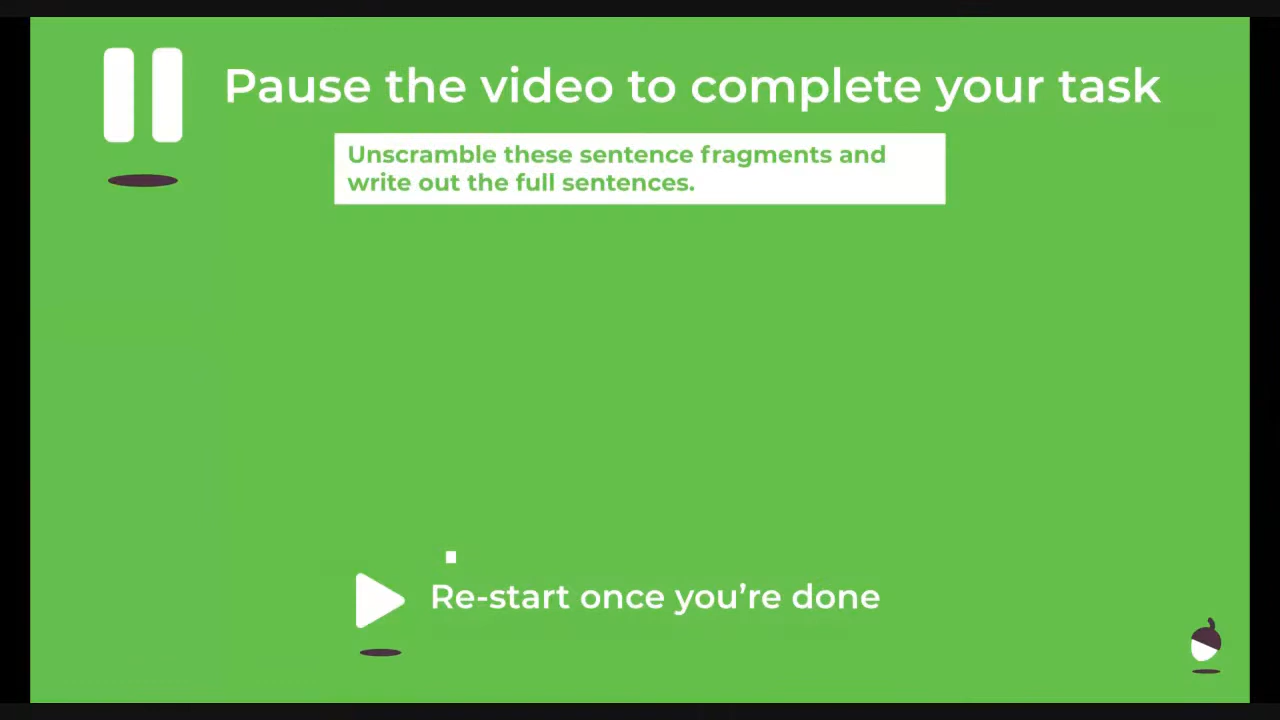 Pause the video to complete your task
Unscramble these sentence fragments and
write out the full sentences.
Re-start once you’re done